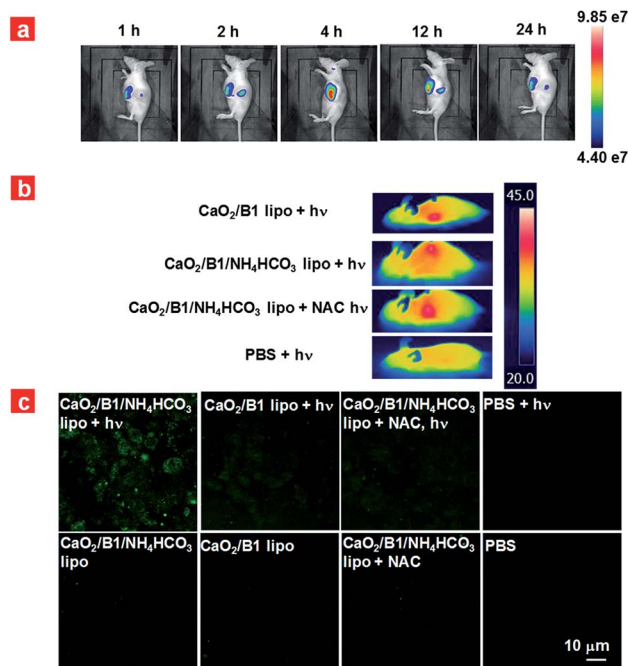 a
1 h 2 h 4 h 12 h 24 h
9.85 e7
4.40 e7
b
CaO₂/B1 lipo + hν
CaO₂/B1/NH₄HCO₃ lipo + hν
CaO₂/B1/NH₄HCO₃ lipo + NAC hν
PBS + hν
45.0
20.0
c
CaO₂/B1/NH₄HCO₃
lipo + hν
CaO₂/B1 lipo + hν
CaO₂/B1/NH₄HCO₃
lipo + NAC, hν
PBS + hν
CaO₂/B1/NH₄HCO₃
lipo
CaO₂/B1 lipo
CaO₂/B1/NH₄HCO₃
lipo + NAC
PBS
10 μm